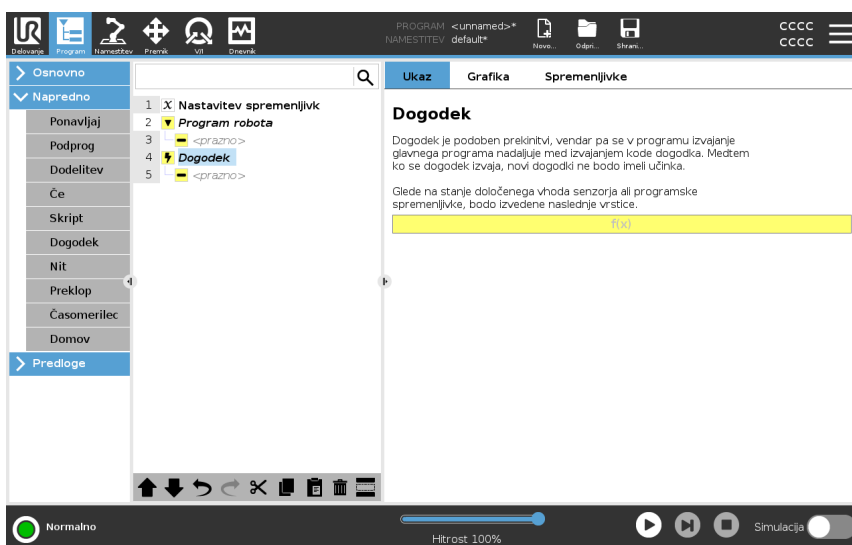 PROGRAM <unnamed>*
NAMESTITEV default*
CCCC
CCCC
Delovanje Program Namestitev Premik V/I Dnevnik Novo... Odpri... Shrani...
Osnovno
Napredno
Ponavljaj
Podprog
Dodelitev
Če
Skript
Dogodek
Nit
Preklop
Časomerilec
Domov
Predloge
1 X Nastavitev spremenljivk
2 Program robota
3 <prazno>
4 Dogodek
5 <prazno>
Ukaz Grafika Spremenljivke
Dogodek
Dogodek je podoben prekinitvi, vendar pa se v programu izvajanje
glavnega programa nadaljuje med izvajanjem kode dogodka. Medtem
ko se dogodek izvaja, novi dogodki ne bodo imeli učinka.
Glede na stanje določenega vhoda senzorja ali programske
spremenljivke, bodo izvedene naslednje vrstice.
f(x)
Normalno
Hitrost 100%
Simulacija